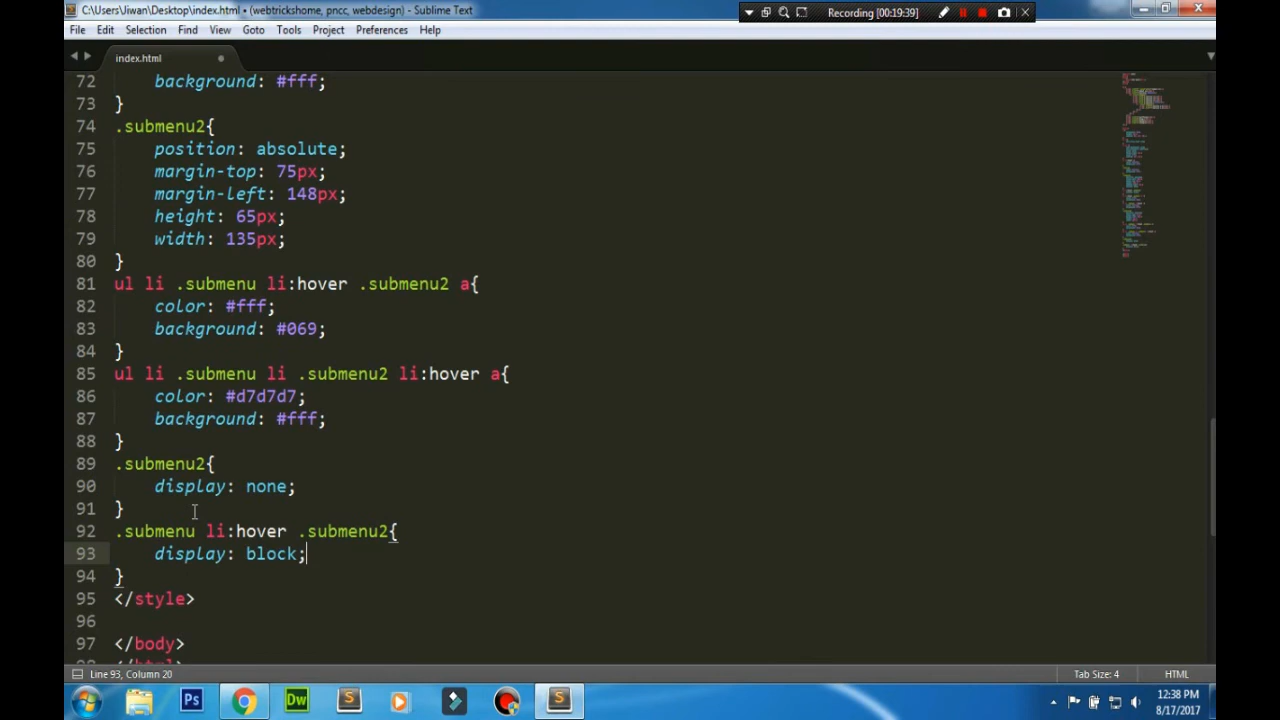 C:\Users\Jiwan\Desktop\index.html • (webtrickshome, pncc, webdesign) - Sublime Text
Recording [00:19:39]
File Edit Selection Find View Goto Tools Project Preferences Help
index.html
72 background: #fff;
73 }
74 .submenu2{
75 position: absolute;
76 margin-top: 75px;
77 margin-left: 148px;
78 height: 65px;
79 width: 135px;
80 }
81 ul li .submenu li:hover .submenu2 a{
82 color: #fff;
83 background: #069;
84 }
85 ul li .submenu li .submenu2 li:hover a{
86 color: #d7d7d7;
87 background: #fff;
88 }
89 .submenu2{
90 display: none;
91 }
92 .submenu li:hover .submenu2{
93 display: block;
94 }
95 </style>
96
97 </body>
98 </html>
Line 93, Column 20
Tab Size: 4 HTML
Ps Dw S S
12:38 PM
8/17/2017